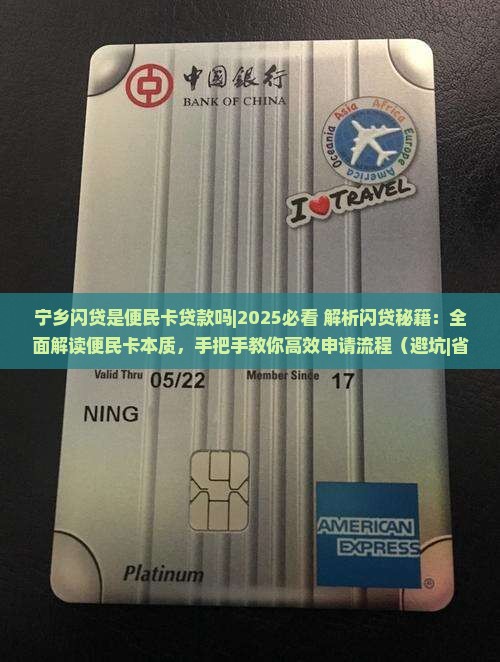 中國銀行
BANK OF CHINA
Oceania Asia Africa Europe America
I ❤ TRAVEL
宁乡闪贷是便民卡贷款吗|2025必看 解析闪贷秘籍：全
面解读便民卡本质，手把手教你高效申请流程（避坑|省
Valid Thru 05/22 Member Since 17
NING
AMERICAN
EXPRESS
®
Platinum